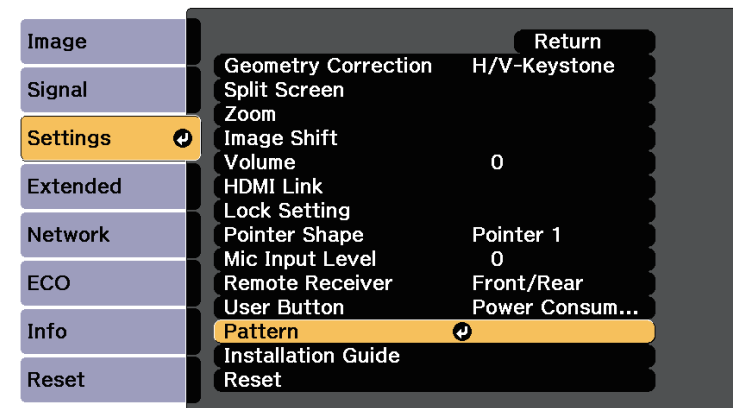 Image
Signal
Settings
Extended
Network
ECO
Info
Reset
Return
Geometry Correction H/V-Keystone
Split Screen
Zoom
Image Shift
Volume 0
HDMI Link
Lock Setting
Pointer Shape Pointer 1
Mic Input Level 0
Remote Receiver Front/Rear
User Button Power Consum...
Pattern
Installation Guide
Reset